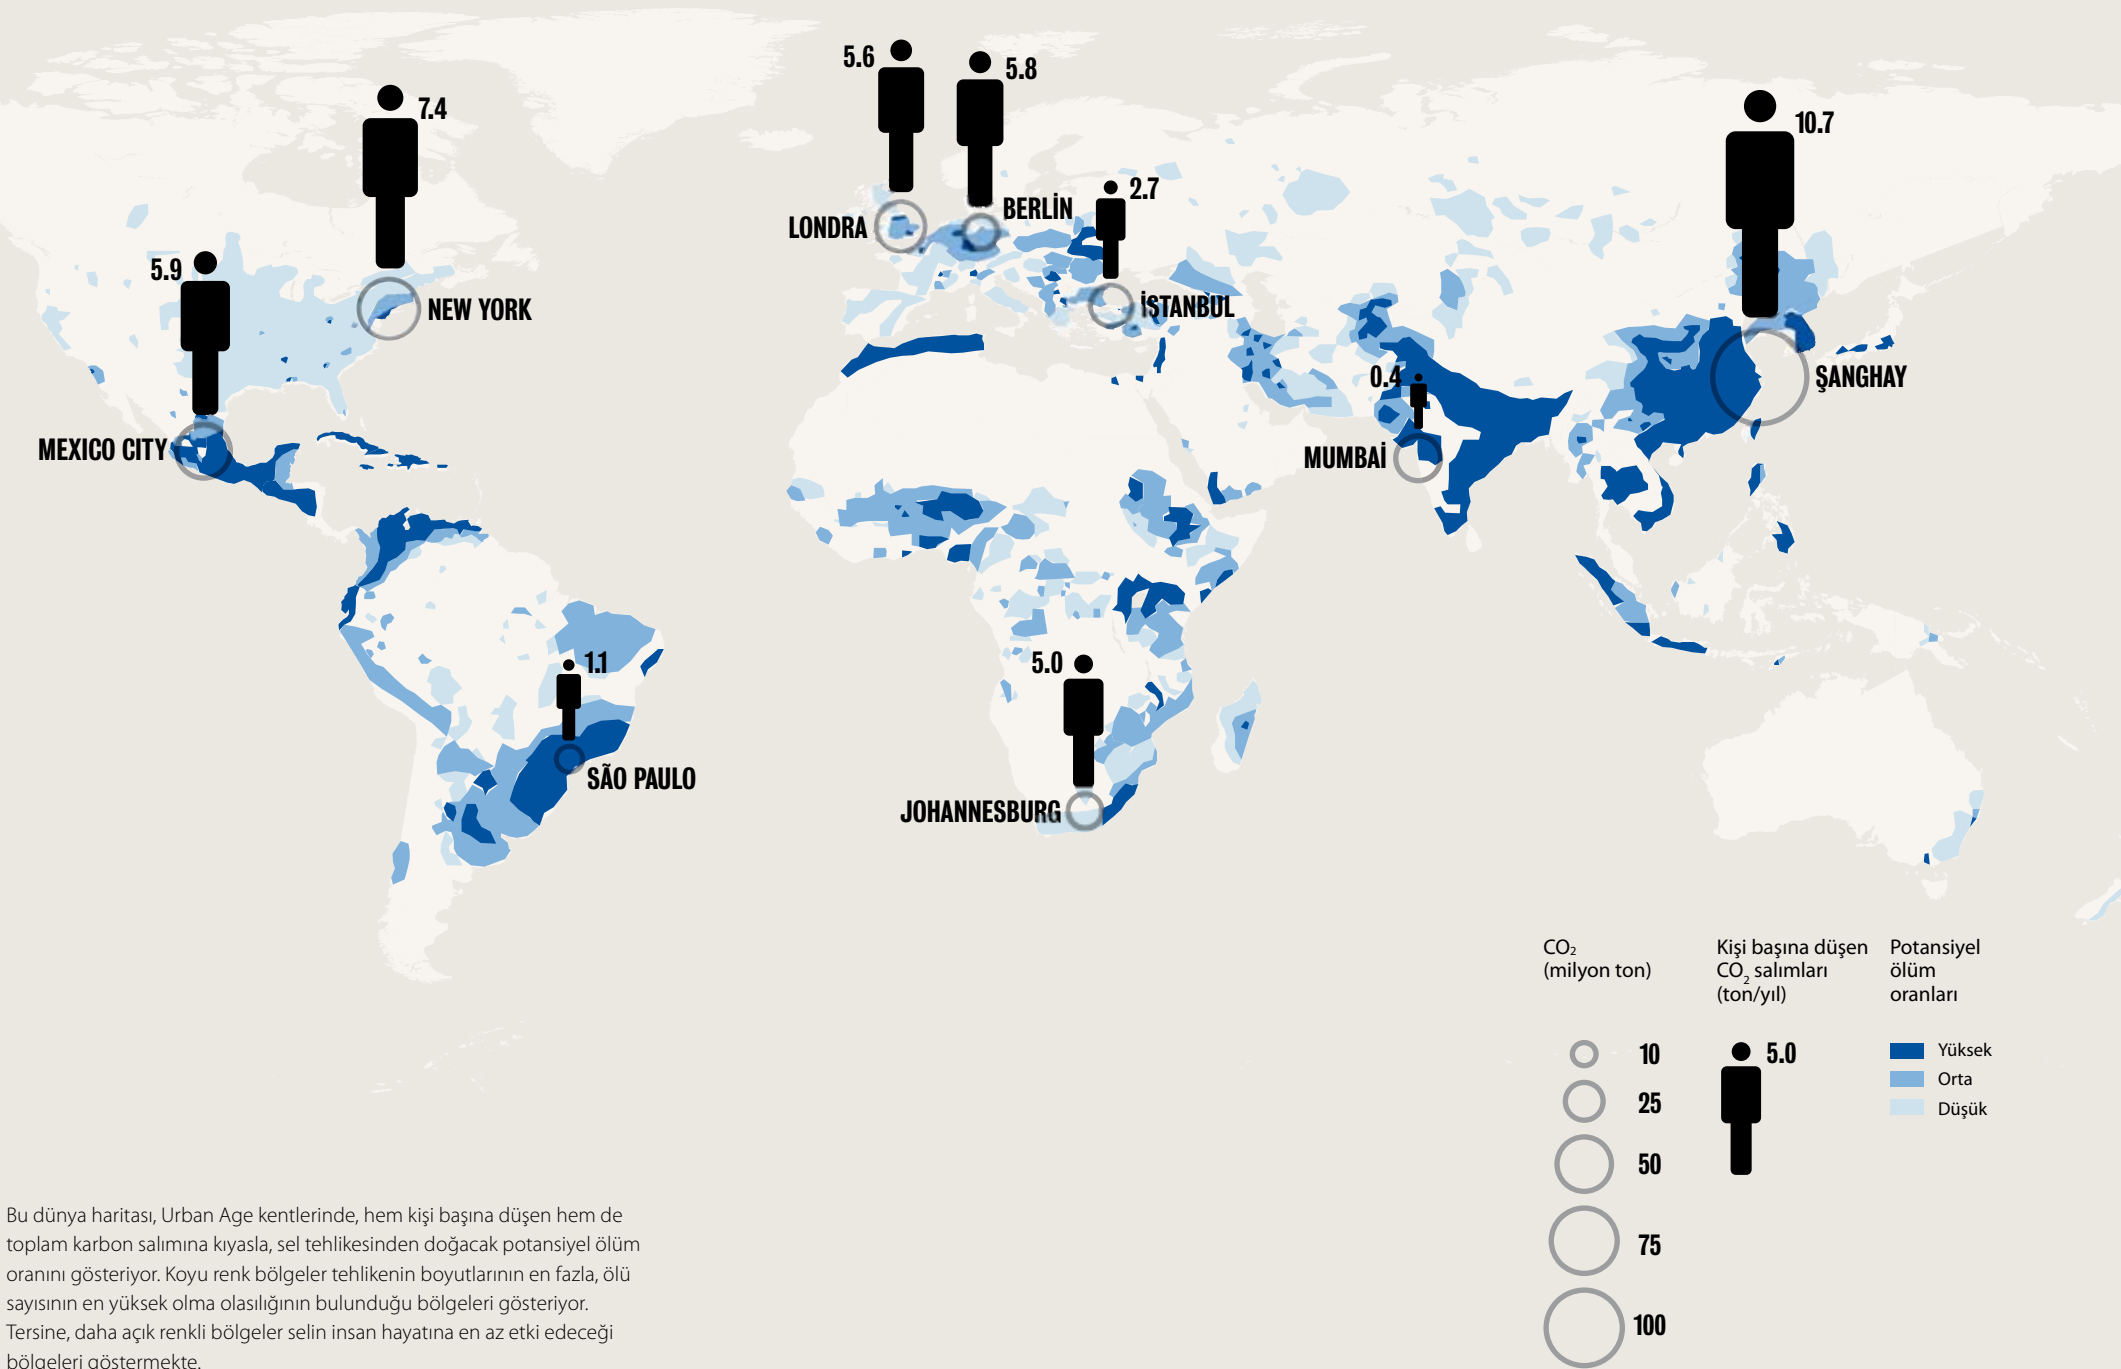 5.6
5.8
7.4
10.7
2.7
BERLİN
LONDRA
5.9
NEW YORK
İSTANBUL
0.4
ŞANGHAY
MEXICO CITY
MUMBAİ
1.1
5.0
SÃO PAULO
JOHANNESBURG
CO₂
(milyon ton)
10
25
50
75
100
Kişi başına düşen
CO₂ salımları
(ton/yıl)
5.0
Potansiyel
ölüm
oranları
Yüksek
Orta
Düşük
Bu dünya haritası, Urban Age kentlerinde, hem kişi başına düşen hem de
toplam karbon salımına kıyasla, sel tehlikesinden doğacak potansiyel ölüm
oranını gösteriyor. Koyu renk bölgeler tehlikenin boyutlarının en fazla, ölü
sayısının en yüksek olma olasılığının bulunduğu bölgeleri gösteriyor.
Tersine, daha açık renkli bölgeler selin insan hayatına en az etki edeceği
bölgeleri göstermekte.